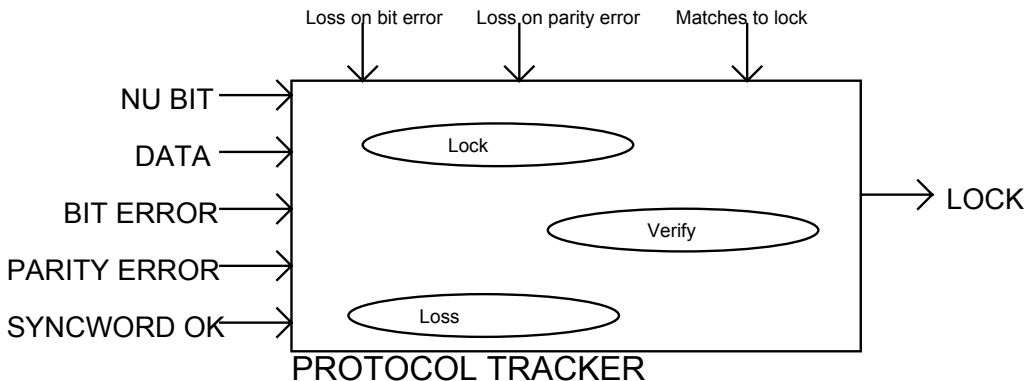 Loss on bit error
Loss on parity error
Matches to lock
NU BIT
DATA
BIT ERROR
PARITY ERROR
SYNCWORD OK
Lock
Verify
Loss
LOCK
PROTOCOL TRACKER